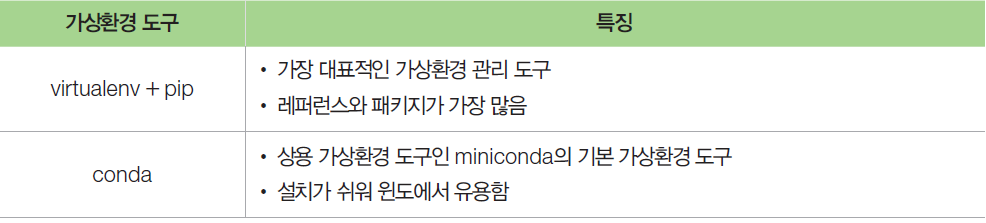 가상환경 도구
특징
virtualenv + pip
• 가장 대표적인 가상환경 관리 도구
• 레퍼런스와 패키지가 가장 많음
conda
• 상용 가상환경 도구인 miniconda의 기본 가상환경 도구
• 설치가 쉬워 윈도에서 유용함